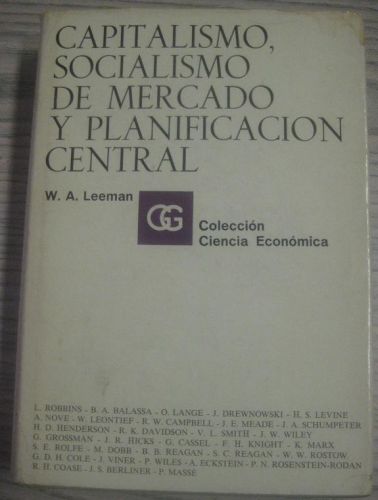 CAPITALISMO,
SOCIALISMO
DE MERCADO
Y PLANIFICACION
CENTRAL
W. A. Leeman
GG
Colección
Ciencia Económica
L. ROBBINS - B. A. BALASSA - O. LANGE - J. DREWNOWSKI - H. S. LEVINE
A. NOVE - W. LEONTIEF - R. W. CAMPBELL - J. E. MEADE - J. A. SCHUMPETER
H. D. HENDERSON - R. K. DAVIDSON - V. L. SMITH - J. W. WILEY
G. GROSSMAN - J. R. HICKS - G. CASSEL - F. H. KNIGHT - K. MARX
S. E. ROLFE - M. DOBB - B. B. REAGAN - S. C. REAGAN - W. W. ROSTOW
G. D. H. COLE - J. VINER - P. WILES - A. ECKSTEIN - P. N. ROSENSTEIN-RODAN
R. H. COASE - J. S. BERLINER - P. MASSÉ